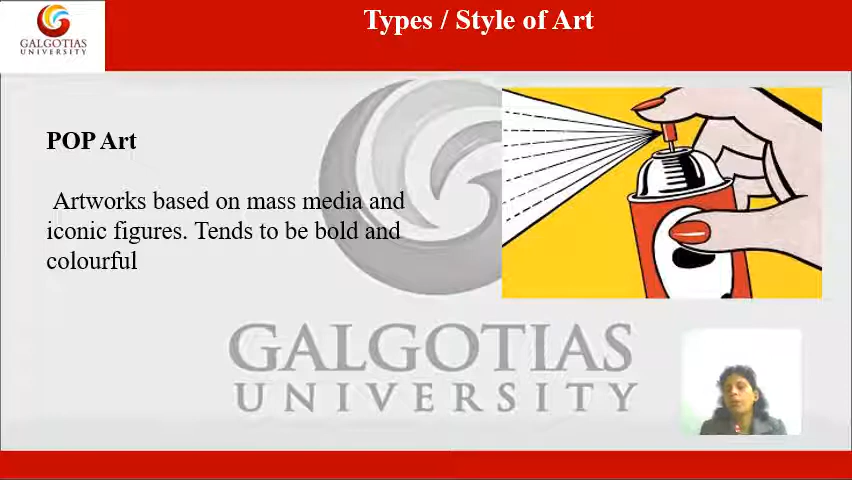 Types / Style of Art
GALGOTIAS
UNIVERSITY
POP Art
Artworks based on mass media and
iconic figures. Tends to be bold and
colourful
GALGOTIAS
UNIVERSITY